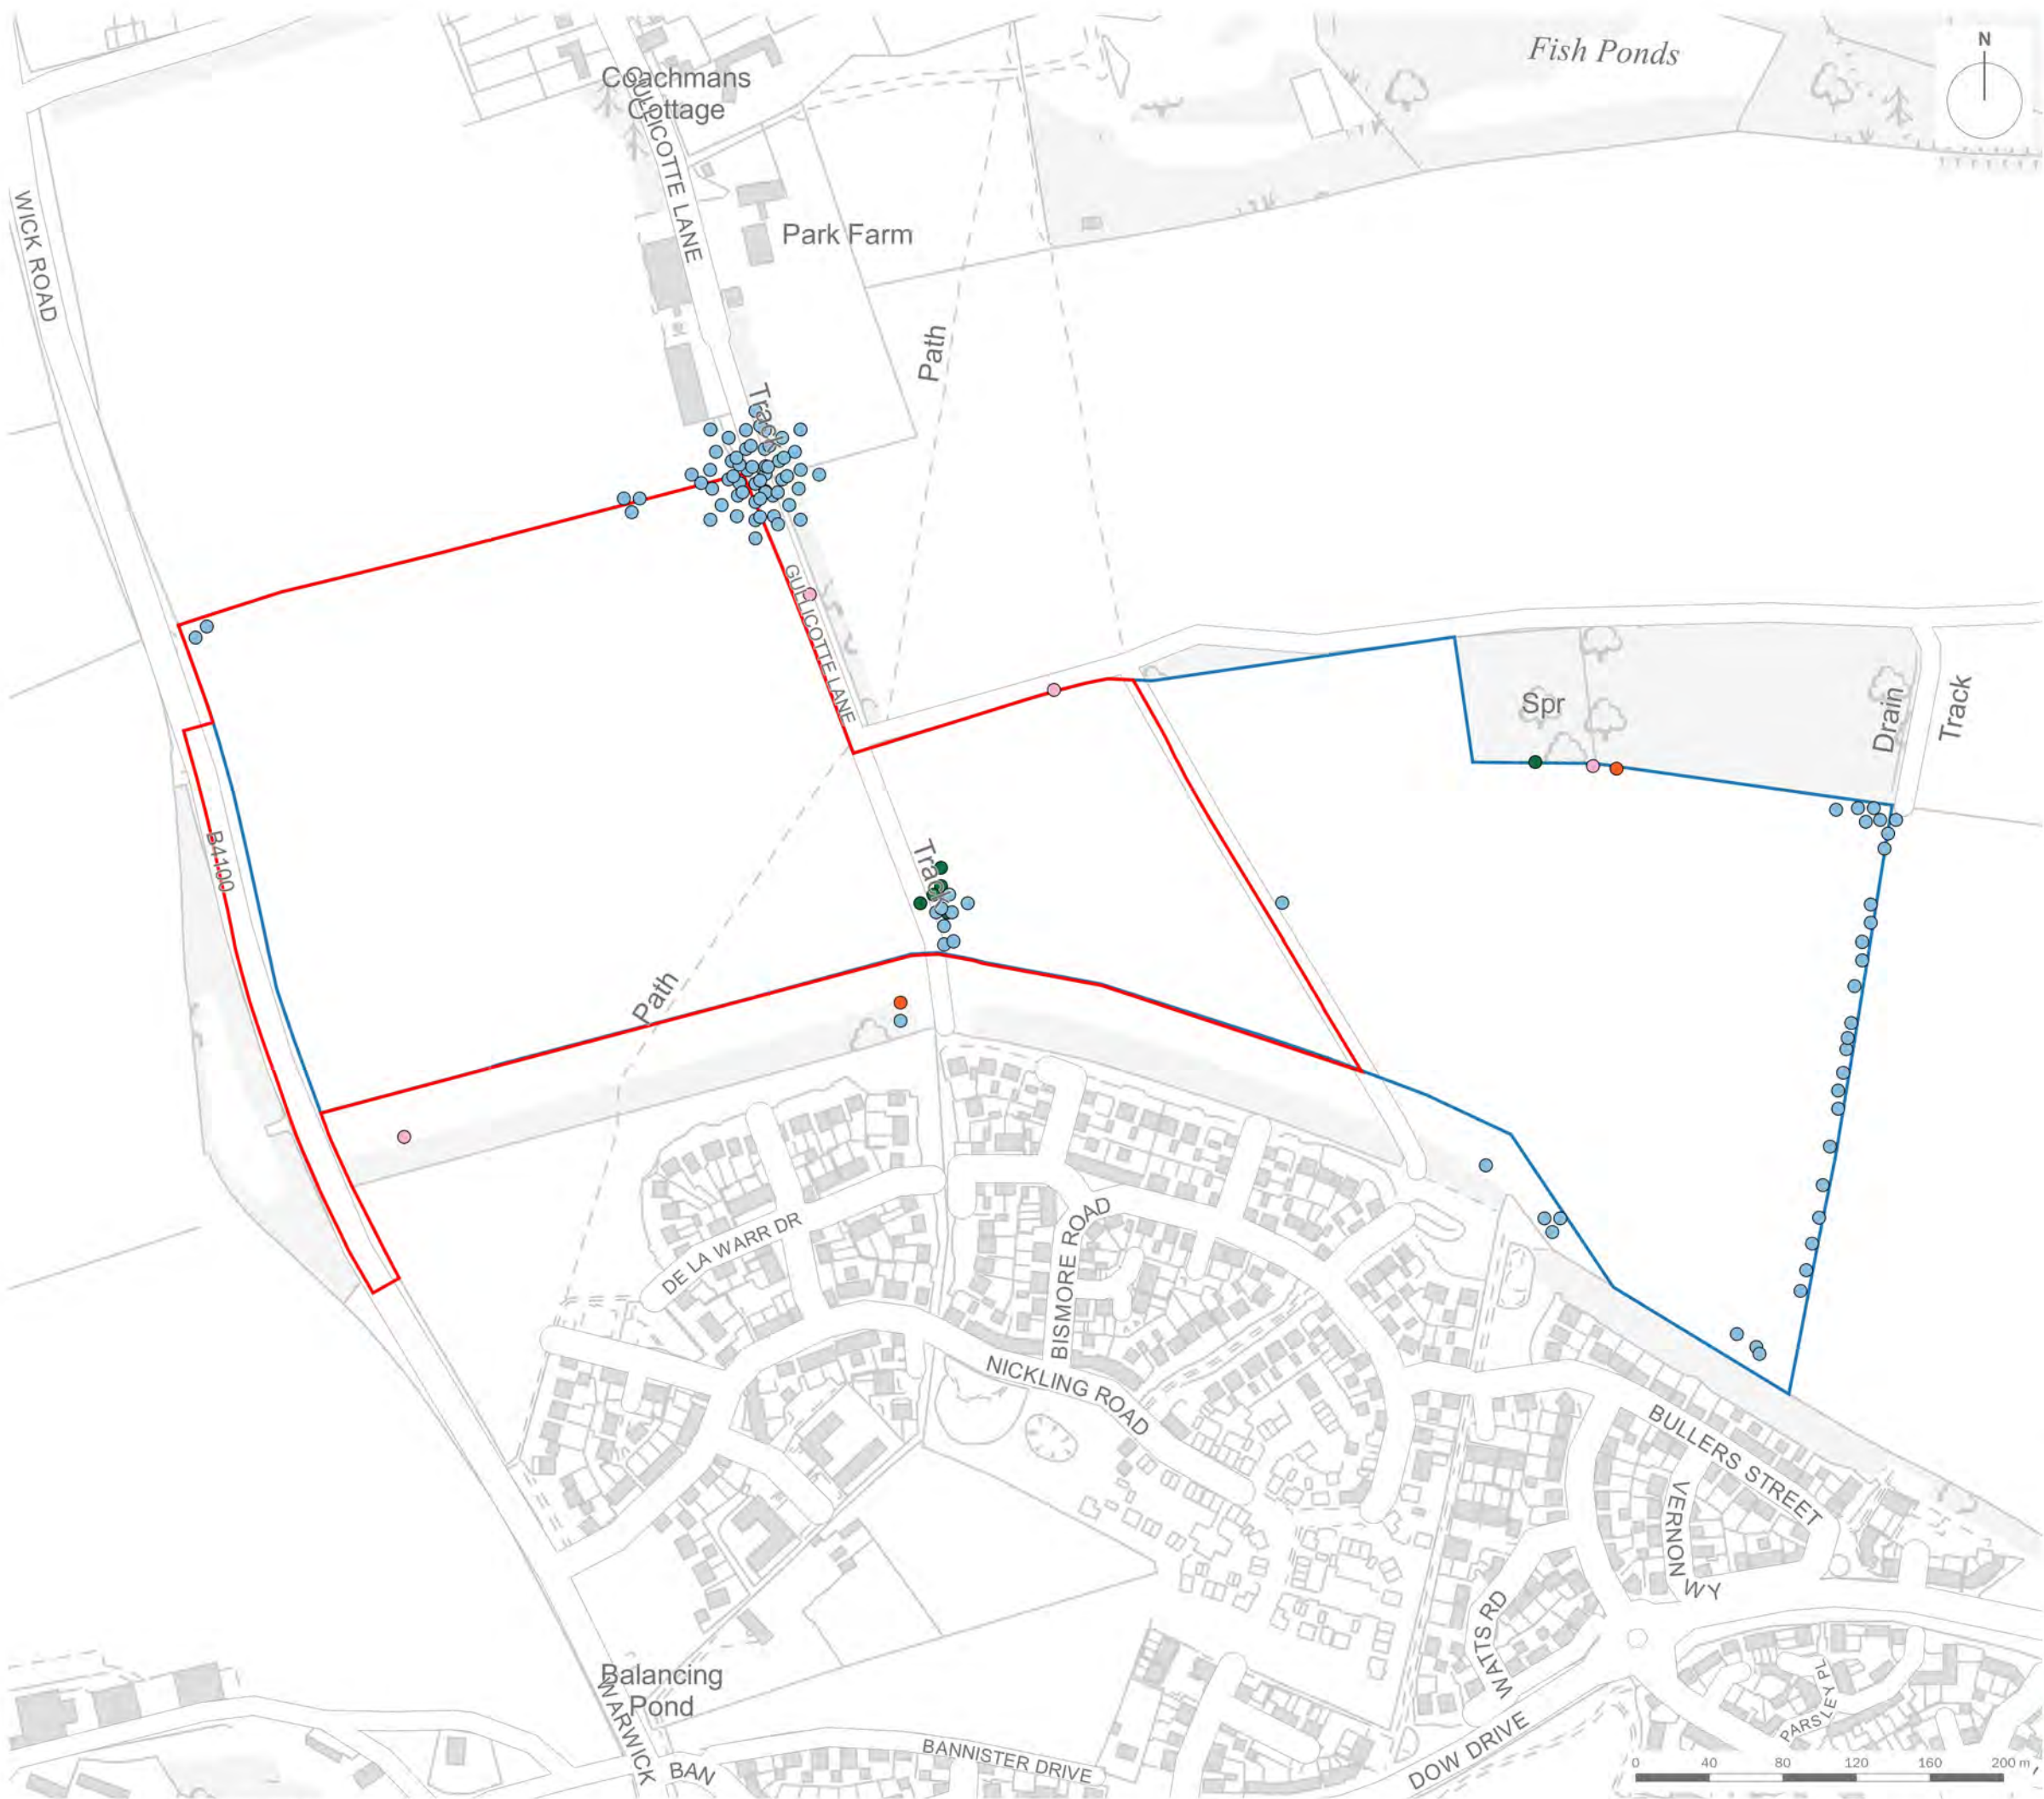 Fish Ponds
N
Coachmans
Cottage
GULLICOTTE LANE
WICK ROAD
Park Farm
Path
Track
GULLICOTTE LANE
Spr
Drain
Track
B4100
Track
Path
DE LA WARR DR
BISMORE ROAD
NICKLING ROAD
BULLERS STREET
VERNON WY
WATTS RD
PARSLEY PL
Balancing
Pond
WARWICK
BAN
BANNISTER DRIVE
DOW DRIVE
0 40 80 120 160 200 m